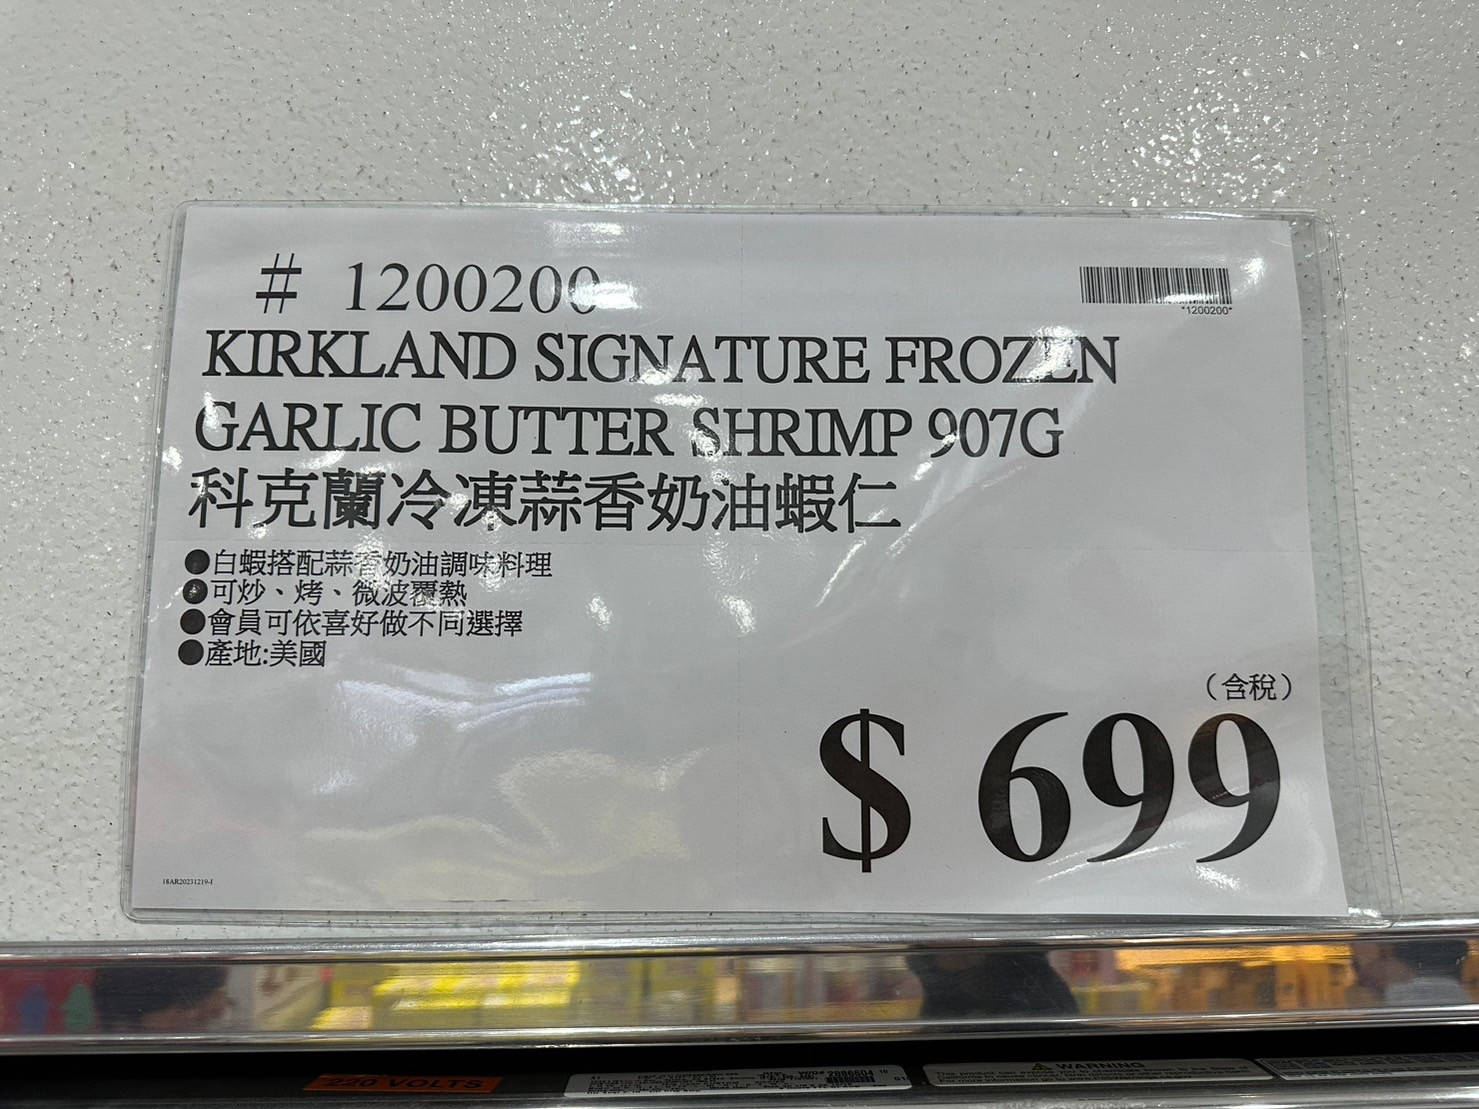 # 1200200
*1200200*
KIRKLAND SIGNATURE FROZEN
GARLIC BUTTER SHRIMP 907G
科克蘭冷凍蒜香奶油蝦仁
●白蝦搭配蒜香奶油調味料理
●可炒、烤、微波覆熱
●會員可依喜好做不同選擇
●產地:美國
（含稅）
$ 699
18AR20231219-J
220 VOLTS
WARNING